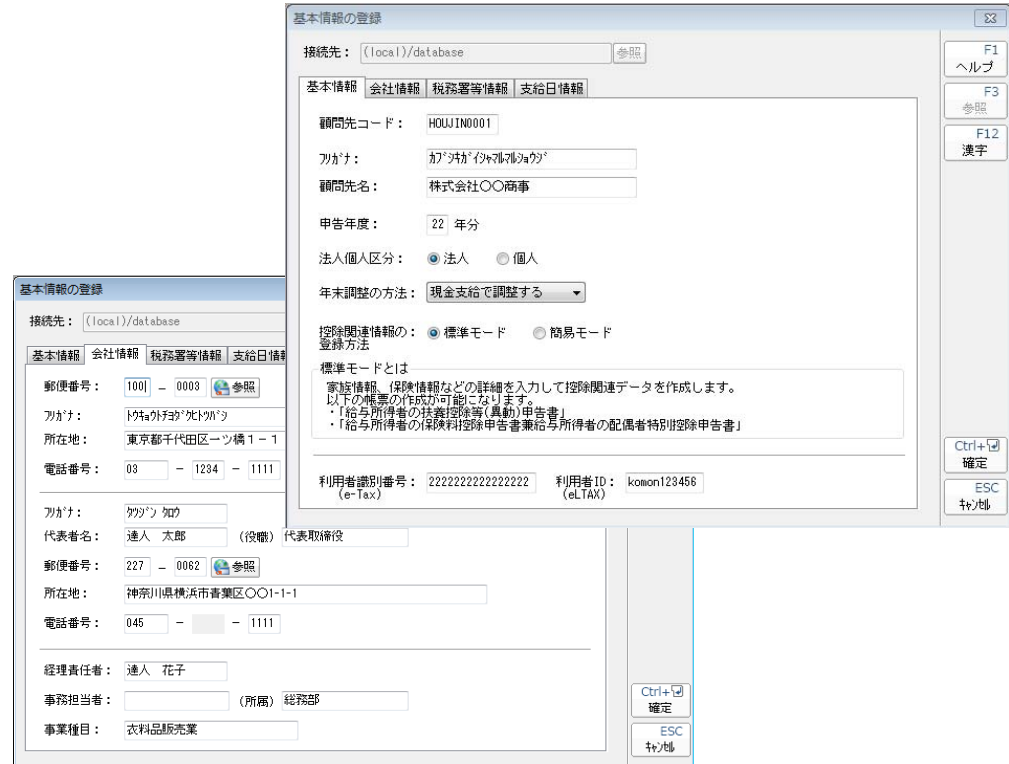 基本情報の登録
接続先： (local)/database 参照
基本情報 会社情報 税務署等情報 支給日情報
顧問先コード： HOUJIN0001
ﾌﾘｶﾞﾅ： ｶﾌﾞｼｷｶﾞｲｼｬﾏﾙﾏﾙｼｮｳｼﾞ
顧問先名： 株式会社〇〇商事
申告年度： 22 年分
法人個人区分： 法人 個人
年末調整の方法： 現金支給で調整する
控除関連情報の： 標準モード 簡易モード
登録方法
標準モードとは
家族情報、保険情報などの詳細を入力して控除関連データを作成します。
以下の帳票の作成が可能になります。
・「給与所得者の扶養控除等(異動)申告書」
・「給与所得者の保険料控除申告書兼給与所得者の配偶者特別控除申告書」
利用者識別番号： 2222222222222222 利用者ID： komon123456
(e-Tax) (eLTAX)
F1
ヘルプ
F3
参照
F12
漢字
Ctrl+
確定
ESC
ｷｬﾝｾﾙ
基本情報の登録
接続先： (local)/database
基本情報 会社情報 税務署等情報 支給日情報
郵便番号： 100 － 0003 参照
ﾌﾘｶﾞﾅ： ﾄｳｷｮｳﾄﾁﾖﾀﾞｸﾋﾄﾂﾊﾞｼ
所在地： 東京都千代田区一ツ橋１－１
電話番号： 03 － 1234 － 1111
ﾌﾘｶﾞﾅ： ﾀﾂｼﾞﾝ ﾀﾛｳ
代表者名： 達人　太郎 (役職) 代表取締役
郵便番号： 227 － 0062 参照
所在地： 神奈川県横浜市青葉区〇〇1-1-1
電話番号： 045 － － 1111
経理責任者： 達人　花子
事務担当者： (所属) 総務部
事業種目： 衣料品販売業
Ctrl+
確定
ESC
ｷｬﾝｾﾙ